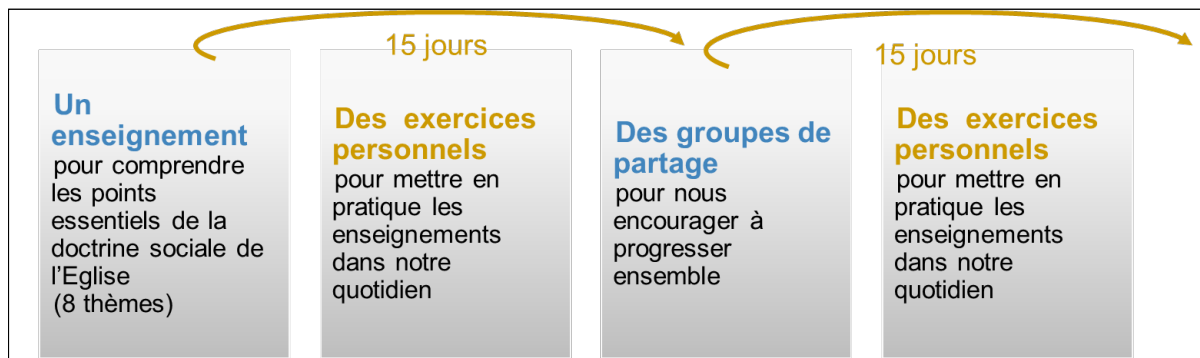 15 jours
15 jours
Un
enseignement
pour comprendre
les points
essentiels de la
doctrine sociale de
l’Eglise
(8 thèmes)
Des exercices
personnels
pour mettre en
pratique les
enseignements
dans notre
quotidien
Des groupes de
partage
pour nous
encourager à
progresser
ensemble
Des exercices
personnels
pour mettre en
pratique les
enseignements
dans notre
quotidien